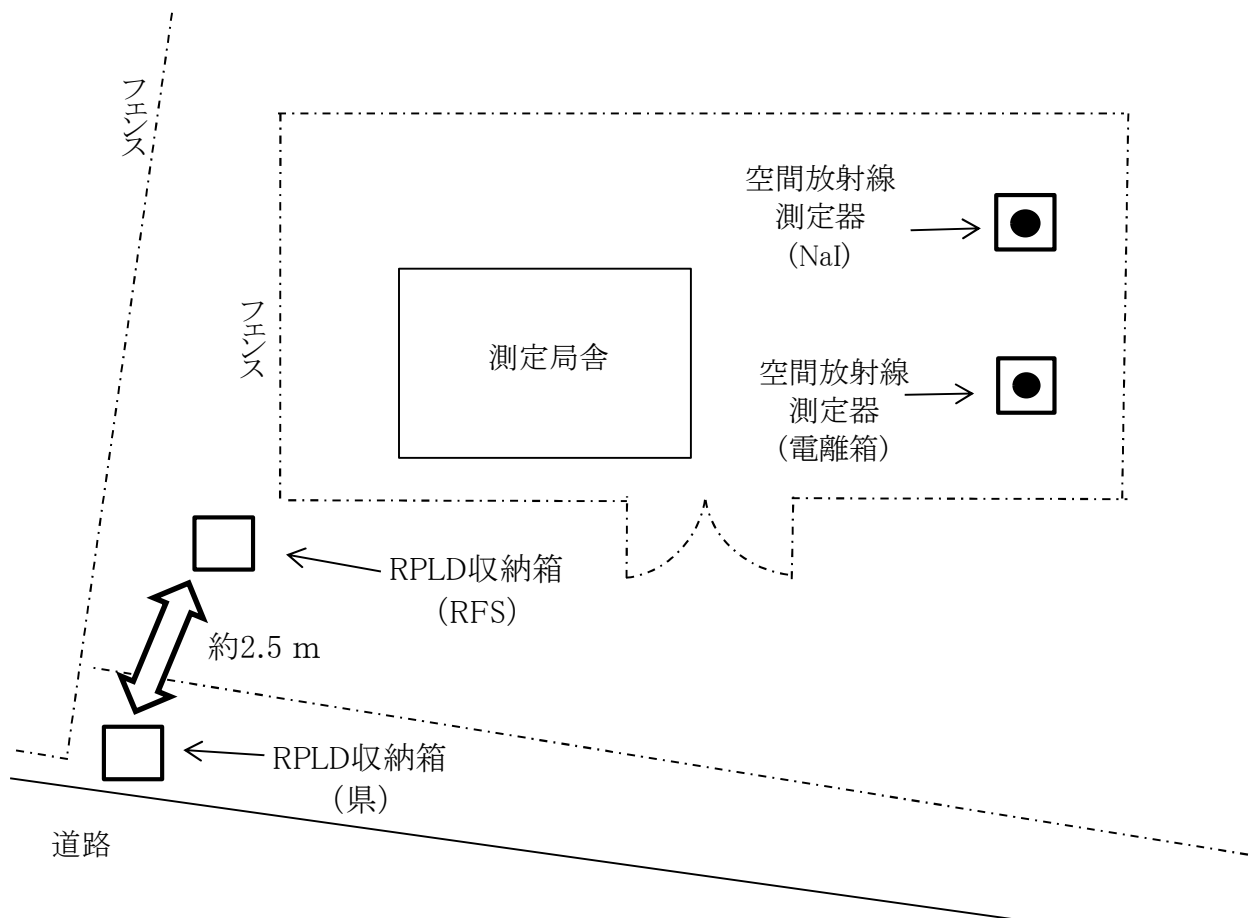 フェンス
空間放射線
測定器
(NaI)
フェンス
測定局舎
空間放射線
測定器
(電離箱)
RPLD収納箱
(RFS)
約2.5 m
RPLD収納箱
(県)
道路